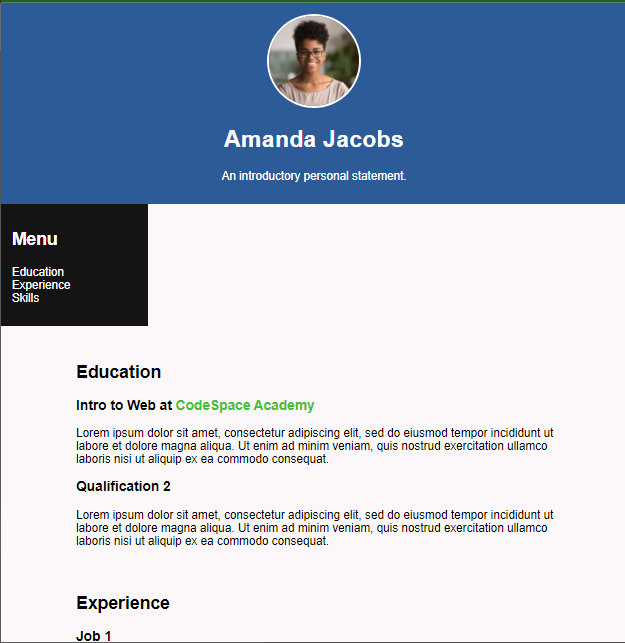 Amanda Jacobs
An introductory personal statement.
Menu
Education
Experience
Skills
Education
Intro to Web at CodeSpace Academy
Lorem ipsum dolor sit amet, consectetur adipiscing elit, sed do eiusmod tempor incididunt ut
labore et dolore magna aliqua. Ut enim ad minim veniam, quis nostrud exercitation ullamco
laboris nisi ut aliquip ex ea commodo consequat.
Qualification 2
Lorem ipsum dolor sit amet, consectetur adipiscing elit, sed do eiusmod tempor incididunt ut
labore et dolore magna aliqua. Ut enim ad minim veniam, quis nostrud exercitation ullamco
laboris nisi ut aliquip ex ea commodo consequat.
Experience
Job 1